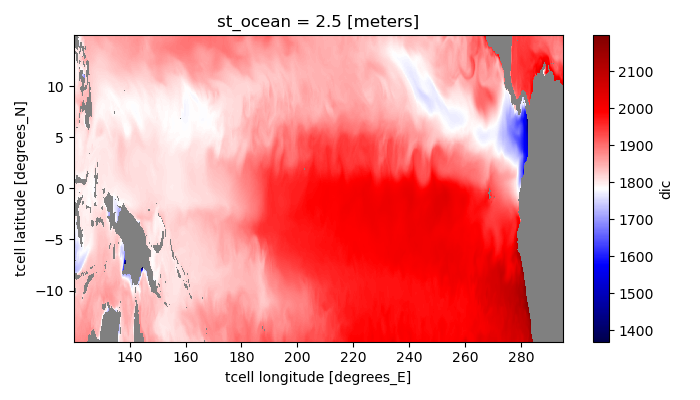 st_ocean = 2.5 [meters]
10
5
0
−5
−10
tcell latitude [degrees_N]
140 160 180 200 220 240 260 280
tcell longitude [degrees_E]
2100
2000
1900
1800
1700
1600
1500
1400
dic